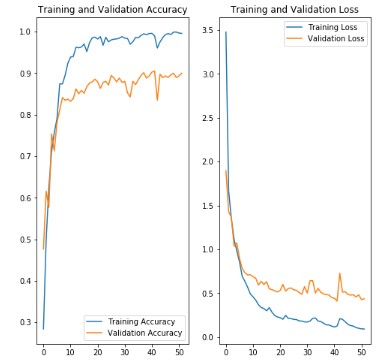 Training and Validation Accuracy
1.0
0.9
0.8
0.7
0.6
0.5
0.4
0.3
0 10 20 30 40 50
Training Accuracy
Validation Accuracy
Training and Validation Loss
3.5
3.0
2.5
2.0
1.5
1.0
0.5
0.0
0 10 20 30 40 50
Training Loss
Validation Loss